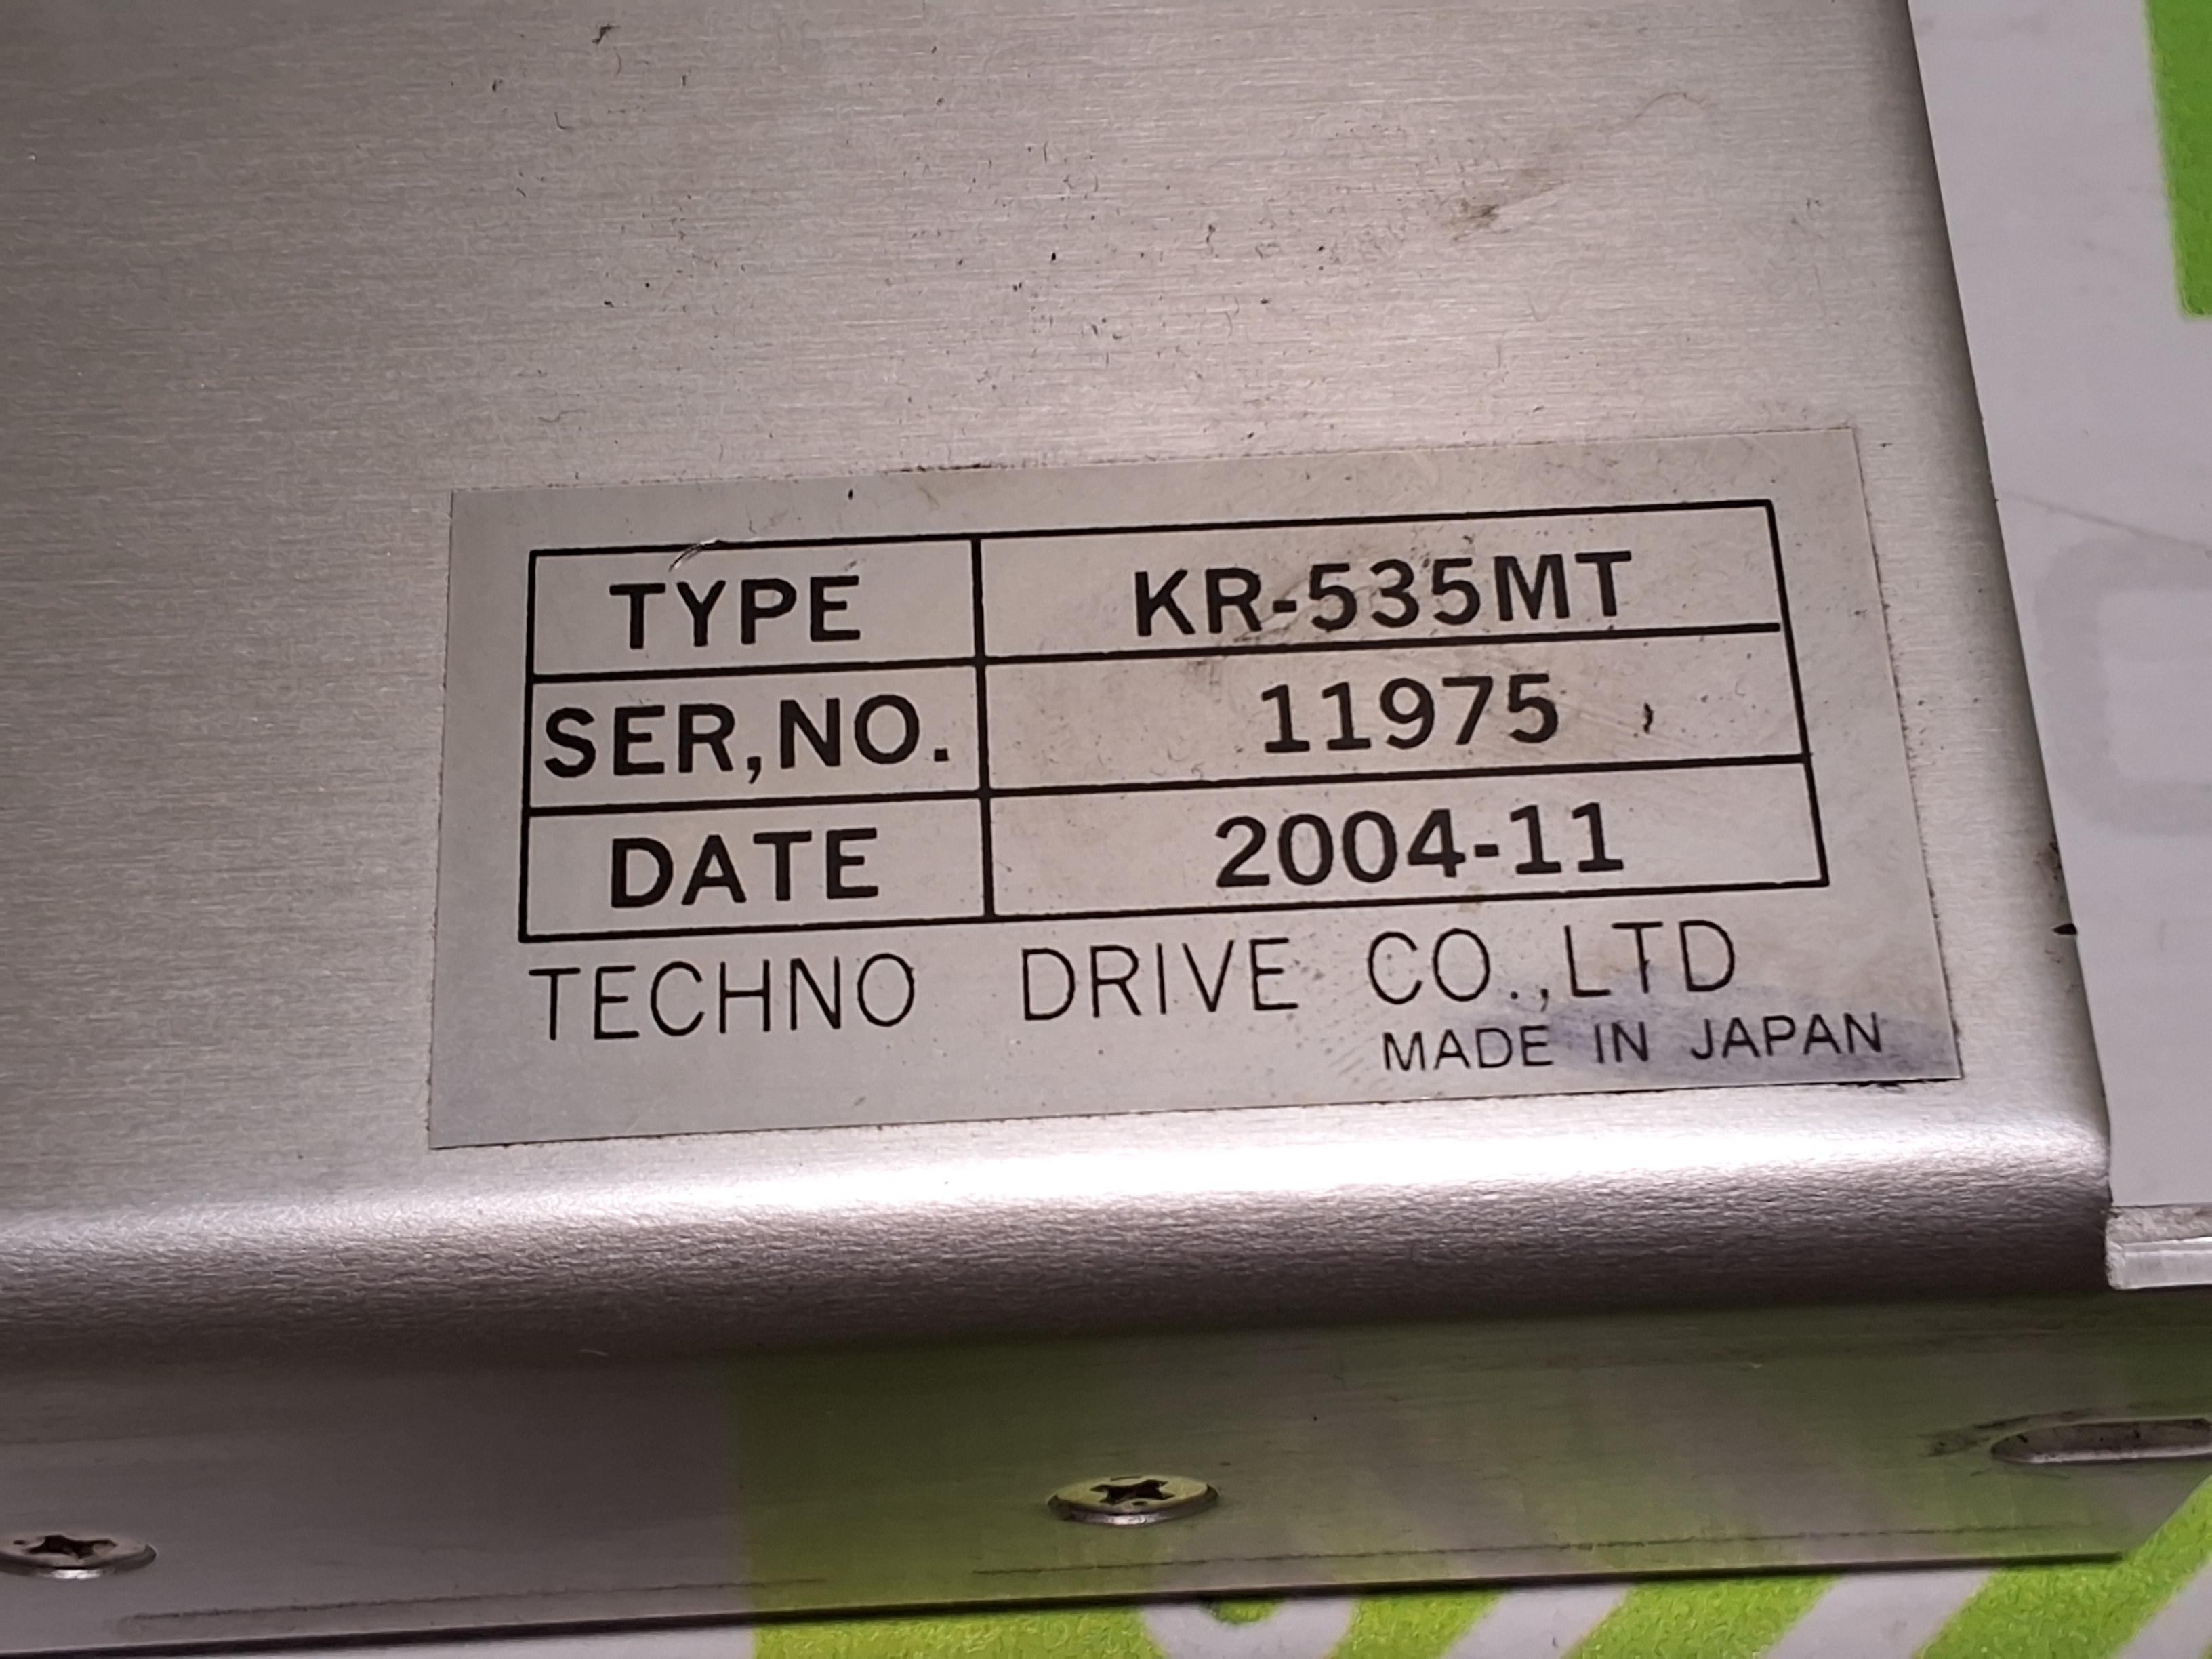 TYPE KR-535MT
SER,NO. 11975
DATE 2004-11
TECHNO DRIVE CO.,LTD
MADE IN JAPAN